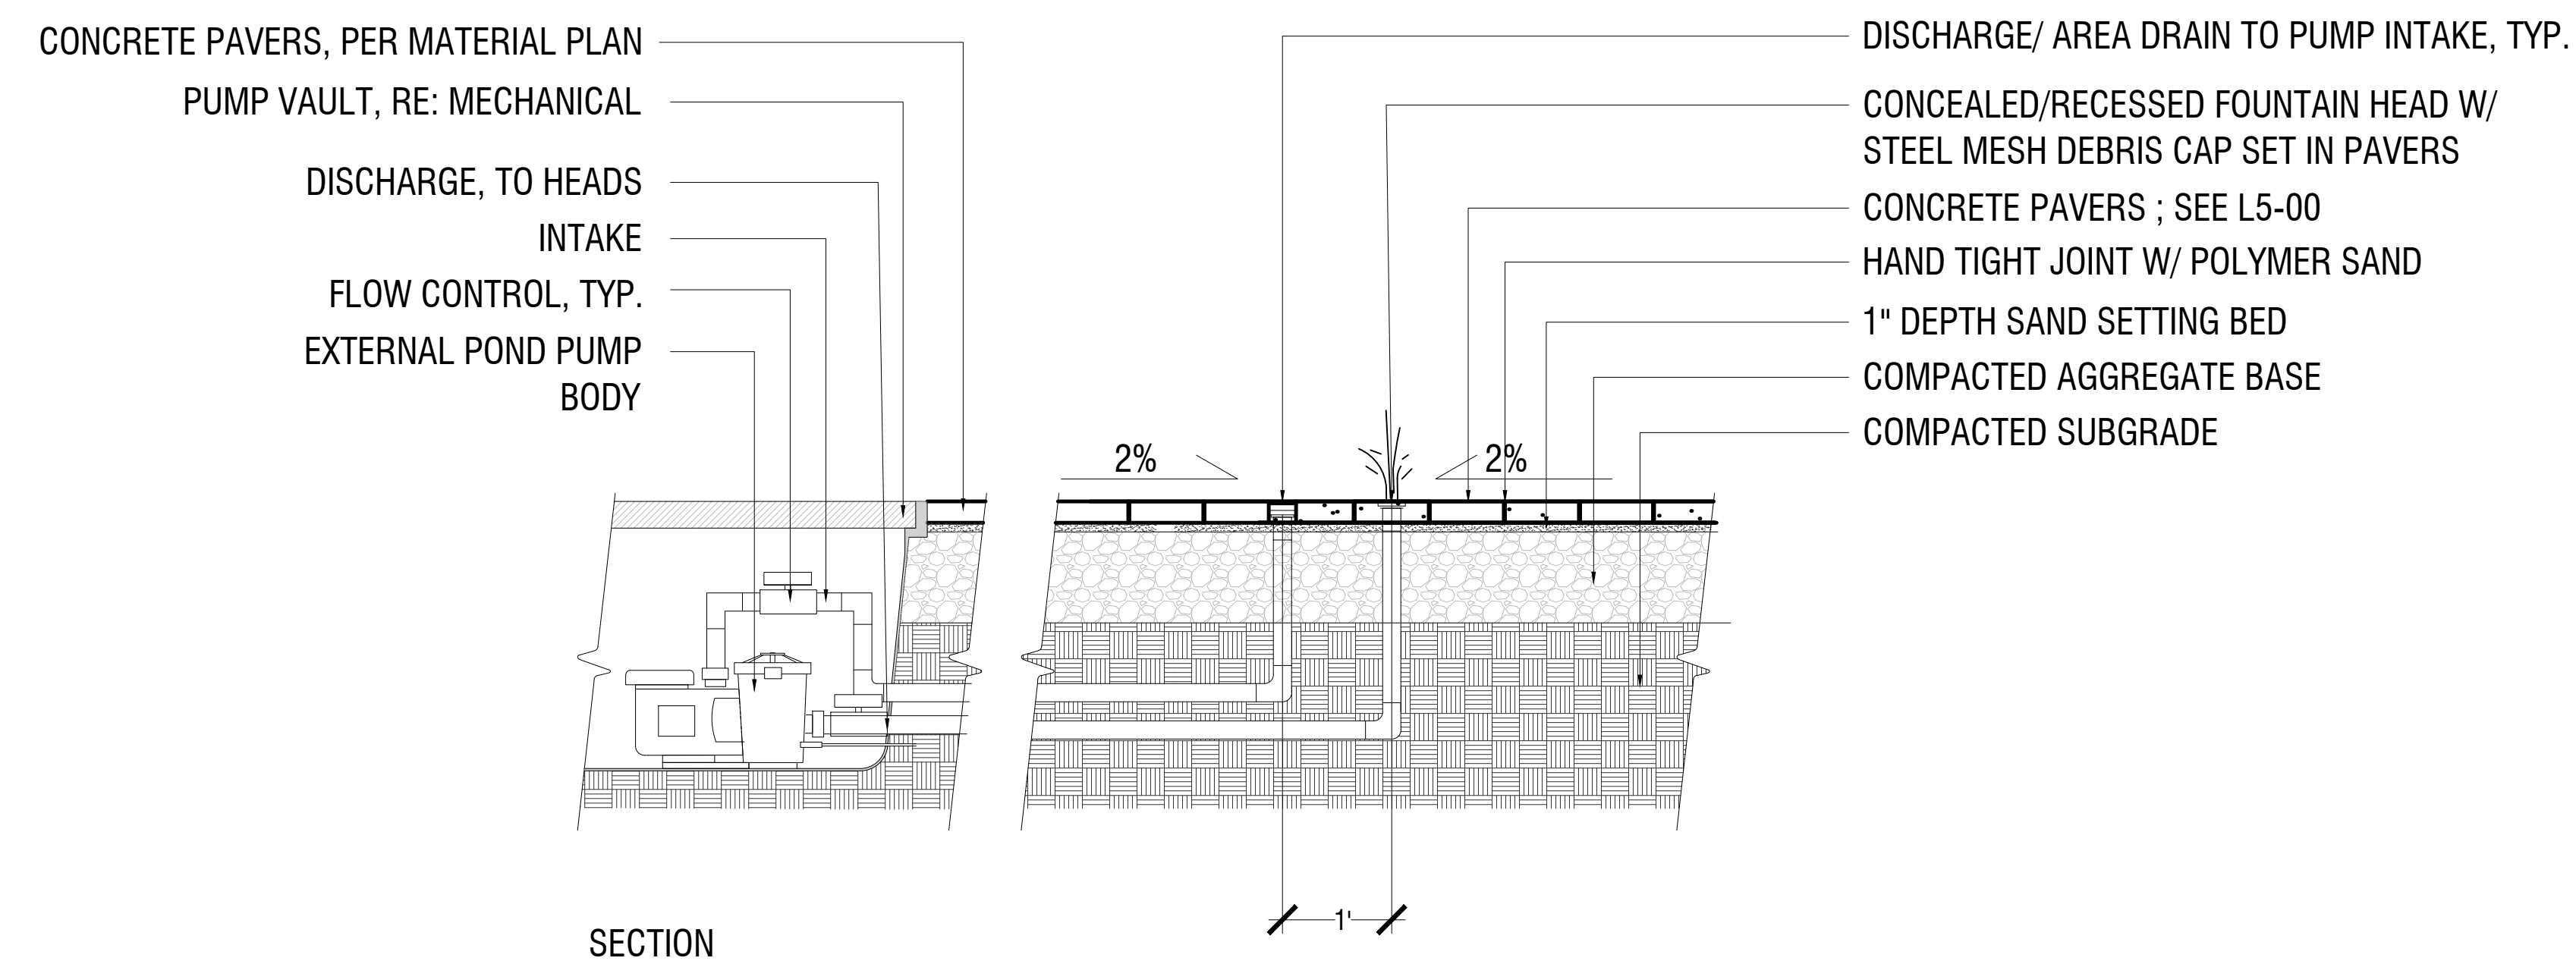 CONCRETE PAVERS, PER MATERIAL PLAN
PUMP VAULT, RE: MECHANICAL
DISCHARGE, TO HEADS
INTAKE
FLOW CONTROL, TYP.
EXTERNAL POND PUMP
BODY
DISCHARGE/ AREA DRAIN TO PUMP INTAKE, TYP.
CONCEALED/RECESSED FOUNTAIN HEAD W/
STEEL MESH DEBRIS CAP SET IN PAVERS
CONCRETE PAVERS ; SEE L5-00
HAND TIGHT JOINT W/ POLYMER SAND
1" DEPTH SAND SETTING BED
COMPACTED AGGREGATE BASE
COMPACTED SUBGRADE
2%
2%
1'
SECTION